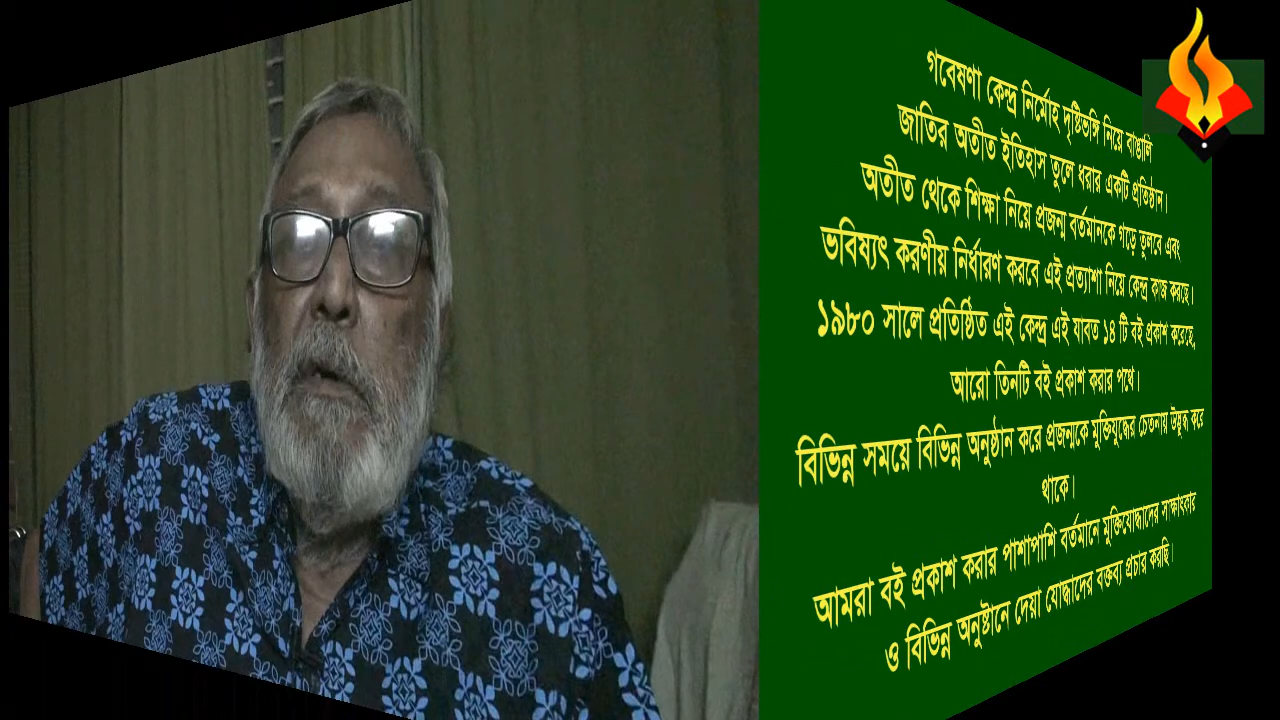 গবেষণা কেন্দ্র নির্মোহ দৃষ্টিভঙ্গি নিয়ে বাঙালি
জাতির অতীত ইতিহাস তুলে ধরার একটি প্রতিষ্ঠান।
অতীত থেকে শিক্ষা নিয়ে প্রজন্ম বর্তমানকে গড়ে তুলবে এবং
ভবিষ্যৎ করণীয় নির্ধারণ করবে এই প্রত্যাশা নিয়ে কেন্দ্র কাজ করছে।
১৯৮০ সালে প্রতিষ্ঠিত এই কেন্দ্র এই যাবত ১৪ টি বই প্রকাশ করেছে,
আরো তিনটি বই প্রকাশ করার পথে।
বিভিন্ন সময়ে বিভিন্ন অনুষ্ঠান করে প্রজন্মকে মুক্তিযুদ্ধের চেতনায় উদ্বুদ্ধ করে
থাকে।
আমরা বই প্রকাশ করার পাশাপাশি বর্তমানে মুক্তিযোদ্ধাদের সাক্ষাৎকার
ও বিভিন্ন অনুষ্টানে দেয়া যোদ্ধাদের বক্তব্য প্রচার করছি।